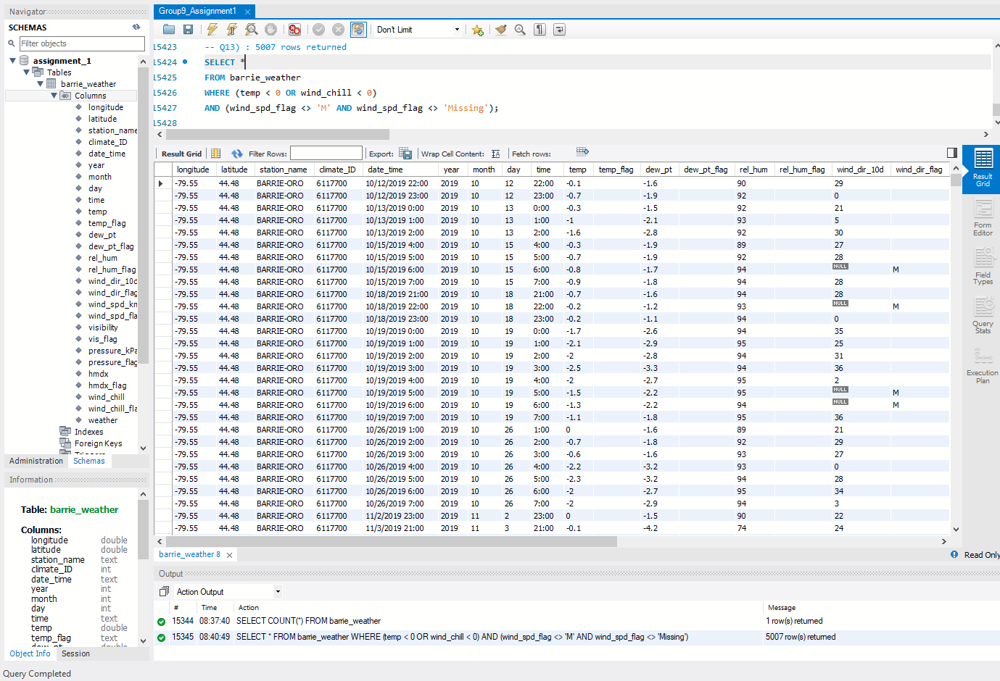 Navigator
SCHEMAS
Filter objects
assignment_1
Tables
barrie_weather
Columns
longitude
latitude
station_name
climate_ID
date_time
year
month
day
time
temp
temp_flag
dew_pt
dew_pt_flag
rel_hum
rel_hum_flag
wind_dir_10d
wind_dir_flag
wind_spd_km
wind_spd_fla
visibility
vis_flag
pressure_kPa
pressure_flag
hmdx
hmdx_flag
wind_chill
wind_chill_fla
weather
Indexes
Foreign Keys
Administration Schemas
Information
Table: barrie_weather
Columns:
longitude double
latitude double
station_name text
climate_ID int
date_time text
year int
month int
day int
time text
temp double
temp_flag text
Object Info Session
Query Completed
Group9_Assignment1
Don't Limit
15423 -- Q13) : 5007 rows returned
15424 SELECT *
15425 FROM barrie_weather
15426 WHERE (temp < 0 OR wind_chill < 0)
15427 AND (wind_spd_flag <> 'M' AND wind_spd_flag <> 'Missing');
15428
Result Grid Filter Rows: Export: Wrap Cell Content: Fetch rows:
longitude latitude station_name climate_ID date_time year month day time temp temp_flag dew_pt dew_pt_flag rel_hum rel_hum_flag wind_dir_10d wind_dir_flag
-79.55 44.48 BARRIE-ORO 6117700 10/12/2019 22:00 2019 10 12 22:00 -0.1 -1.6 90 29
-79.55 44.48 BARRIE-ORO 6117700 10/12/2019 23:00 2019 10 12 23:00 -0.7 -1.9 92 0
-79.55 44.48 BARRIE-ORO 6117700 10/13/2019 0:00 2019 10 13 0:00 -0.3 -1.5 92 21
-79.55 44.48 BARRIE-ORO 6117700 10/13/2019 1:00 2019 10 13 1:00 -1 -2.1 93 5
-79.55 44.48 BARRIE-ORO 6117700 10/13/2019 2:00 2019 10 13 2:00 -1.6 -2.8 92 30
-79.55 44.48 BARRIE-ORO 6117700 10/15/2019 4:00 2019 10 15 4:00 -0.3 -1.9 89 27
-79.55 44.48 BARRIE-ORO 6117700 10/15/2019 5:00 2019 10 15 5:00 -0.7 -1.9 92 28
-79.55 44.48 BARRIE-ORO 6117700 10/15/2019 6:00 2019 10 15 6:00 -0.8 -1.7 94 NULL M
-79.55 44.48 BARRIE-ORO 6117700 10/15/2019 7:00 2019 10 15 7:00 -0.9 -1.8 94 28
-79.55 44.48 BARRIE-ORO 6117700 10/18/2019 21:00 2019 10 18 21:00 -0.7 -1.6 94 28
-79.55 44.48 BARRIE-ORO 6117700 10/18/2019 22:00 2019 10 18 22:00 -0.2 -1.2 93 NULL M
-79.55 44.48 BARRIE-ORO 6117700 10/18/2019 23:00 2019 10 18 23:00 -0.2 -1.1 94 0
-79.55 44.48 BARRIE-ORO 6117700 10/19/2019 0:00 2019 10 19 0:00 -1.7 -2.6 94 35
-79.55 44.48 BARRIE-ORO 6117700 10/19/2019 1:00 2019 10 19 1:00 -2.1 -2.9 95 25
-79.55 44.48 BARRIE-ORO 6117700 10/19/2019 2:00 2019 10 19 2:00 -2 -2.8 94 31
-79.55 44.48 BARRIE-ORO 6117700 10/19/2019 3:00 2019 10 19 3:00 -2.5 -3.3 94 36
-79.55 44.48 BARRIE-ORO 6117700 10/19/2019 4:00 2019 10 19 4:00 -2 -2.7 95 2
-79.55 44.48 BARRIE-ORO 6117700 10/19/2019 5:00 2019 10 19 5:00 -1.5 -2.2 95 NULL M
-79.55 44.48 BARRIE-ORO 6117700 10/19/2019 6:00 2019 10 19 6:00 -1.3 -2.2 94 NULL M
-79.55 44.48 BARRIE-ORO 6117700 10/19/2019 7:00 2019 10 19 7:00 -1.1 -1.8 95 36
-79.55 44.48 BARRIE-ORO 6117700 10/26/2019 1:00 2019 10 26 1:00 0 -1.6 89 21
-79.55 44.48 BARRIE-ORO 6117700 10/26/2019 2:00 2019 10 26 2:00 -0.7 -1.8 92 29
-79.55 44.48 BARRIE-ORO 6117700 10/26/2019 3:00 2019 10 26 3:00 -0.6 -1.6 93 27
-79.55 44.48 BARRIE-ORO 6117700 10/26/2019 4:00 2019 10 26 4:00 -2.2 -3.2 93 0
-79.55 44.48 BARRIE-ORO 6117700 10/26/2019 5:00 2019 10 26 5:00 -2.3 -3.2 94 28
-79.55 44.48 BARRIE-ORO 6117700 10/26/2019 6:00 2019 10 26 6:00 -2 -2.7 95 34
-79.55 44.48 BARRIE-ORO 6117700 10/26/2019 7:00 2019 10 26 7:00 -2 -2.9 94 3
-79.55 44.48 BARRIE-ORO 6117700 11/2/2019 23:00 2019 11 2 23:00 0 -1.5 90 22
-79.55 44.48 BARRIE-ORO 6117700 11/3/2019 21:00 2019 11 3 21:00 -0.1 -4.2 74 24
Result
Grid
Form
Editor
Field
Types
Query
Stats
Execution
Plan
barrie_weather 8
Read Only
Output
Action Output
# Time Action Message
15344 08:37:40 SELECT COUNT(*) FROM barrie_weather 1 row(s) returned
15345 08:40:49 SELECT * FROM barrie_weather WHERE (temp < 0 OR wind_chill < 0) AND (wind_spd_flag <> 'M' AND wind_spd_flag <> 'Missing') 5007 row(s) returned